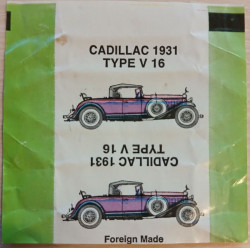 CADILLAC 1931
TYPE V 16
CADILLAC 1931
TYPE V 16
Foreign Made